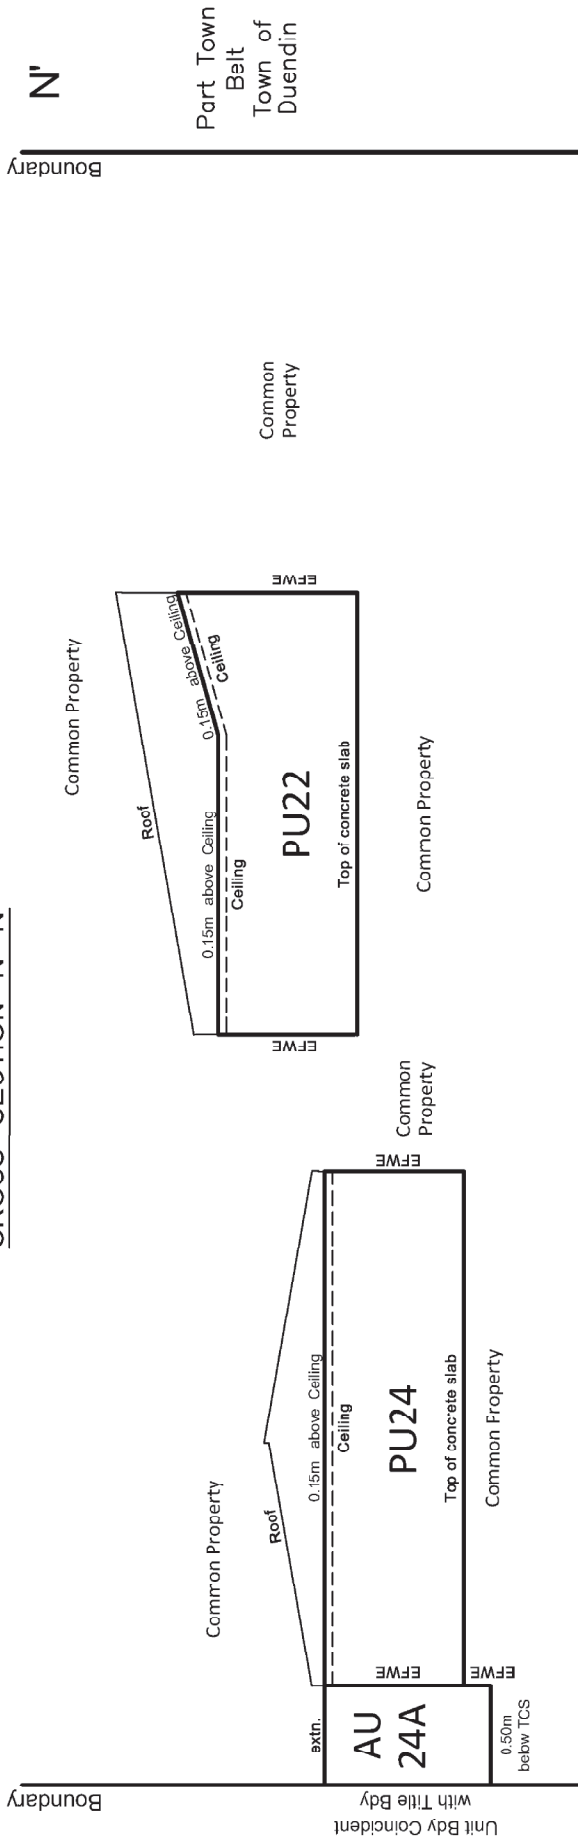 N'
Part Town
Belt
Town of
Duendin
Boundary
Common
Property
Common Property
Roof
0.15m above Ceiling
0.15m above Ceiling
Ceiling
Ceiling
EFWE
EFWE
PU22
Top of concrete slab
Common Property
Common
Property
Common Property
Roof
0.15m above Ceiling
Ceiling
EFWE
PU24
Top of concrete slab
Common Property
EFWE
EFWE
extn.
AU
24A
0.50m
below TCS
Boundary
Unit Bdy Coincident
with Title Bdy